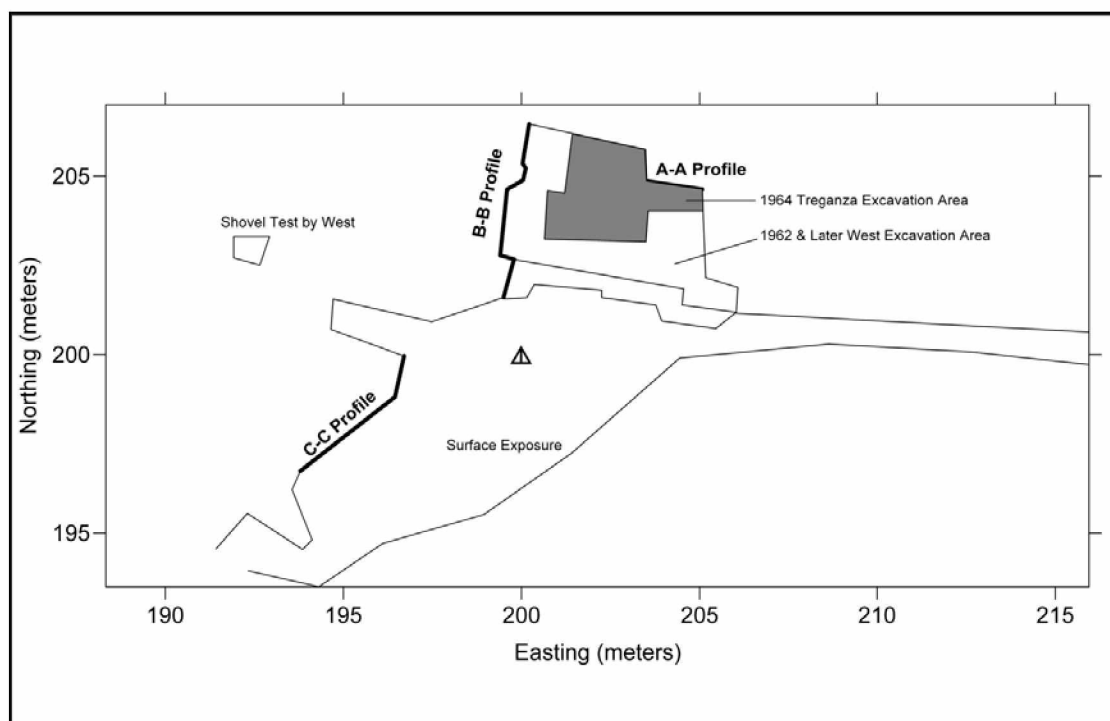 B-B Profile
A-A Profile
1964 Treganza Excavation Area
1962 & Later West Excavation Area
Shovel Test by West
C-C Profile
Surface Exposure
205
200
195
Northing (meters)
190
195
200
205
210
215
Easting (meters)